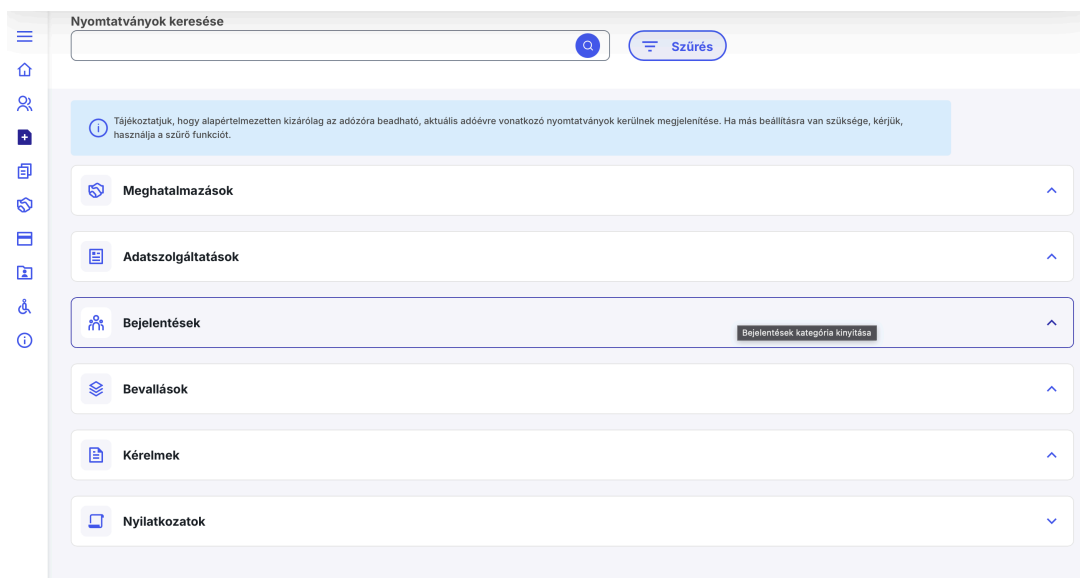 Nyomtatványok keresése
Szűrés
Tájékoztatjuk, hogy alapértelmezetten kizárólag az adózóra beadható, aktuális adóévre vonatkozó nyomtatványok kerülnek megjelenítése. Ha más beállításra van szüksége, kérjük,
használja a szűrő funkciót.
Meghatalmazások
Adatszolgáltatások
Bejelentések
Bejelentések kategória kinyitása
Bevallások
Kérelmek
Nyilatkozatok